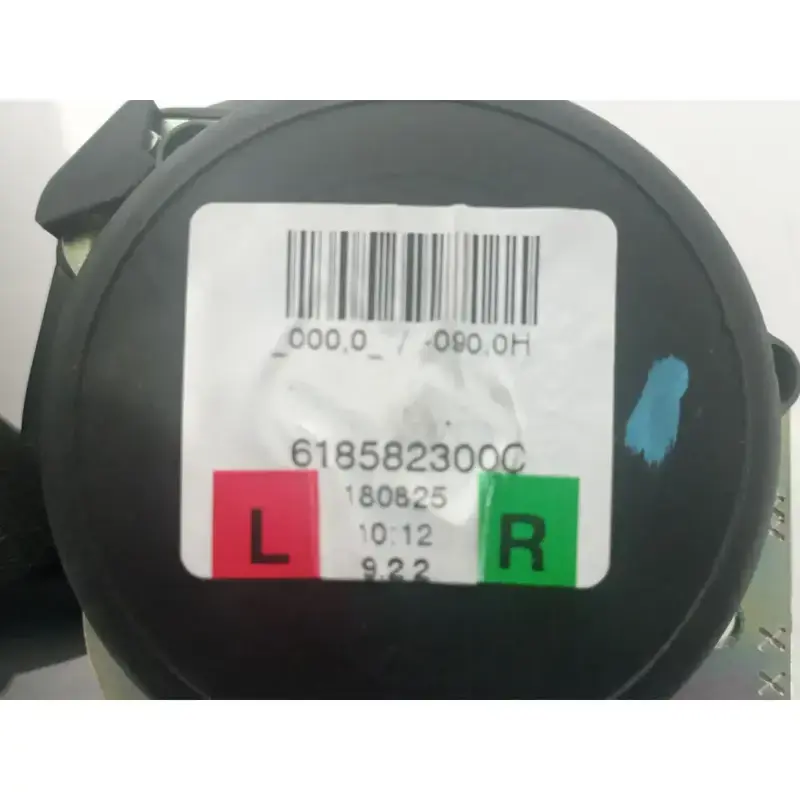 _000,0_ / -090,0H
618582300C
180825
10:12
9.2 2
L
R